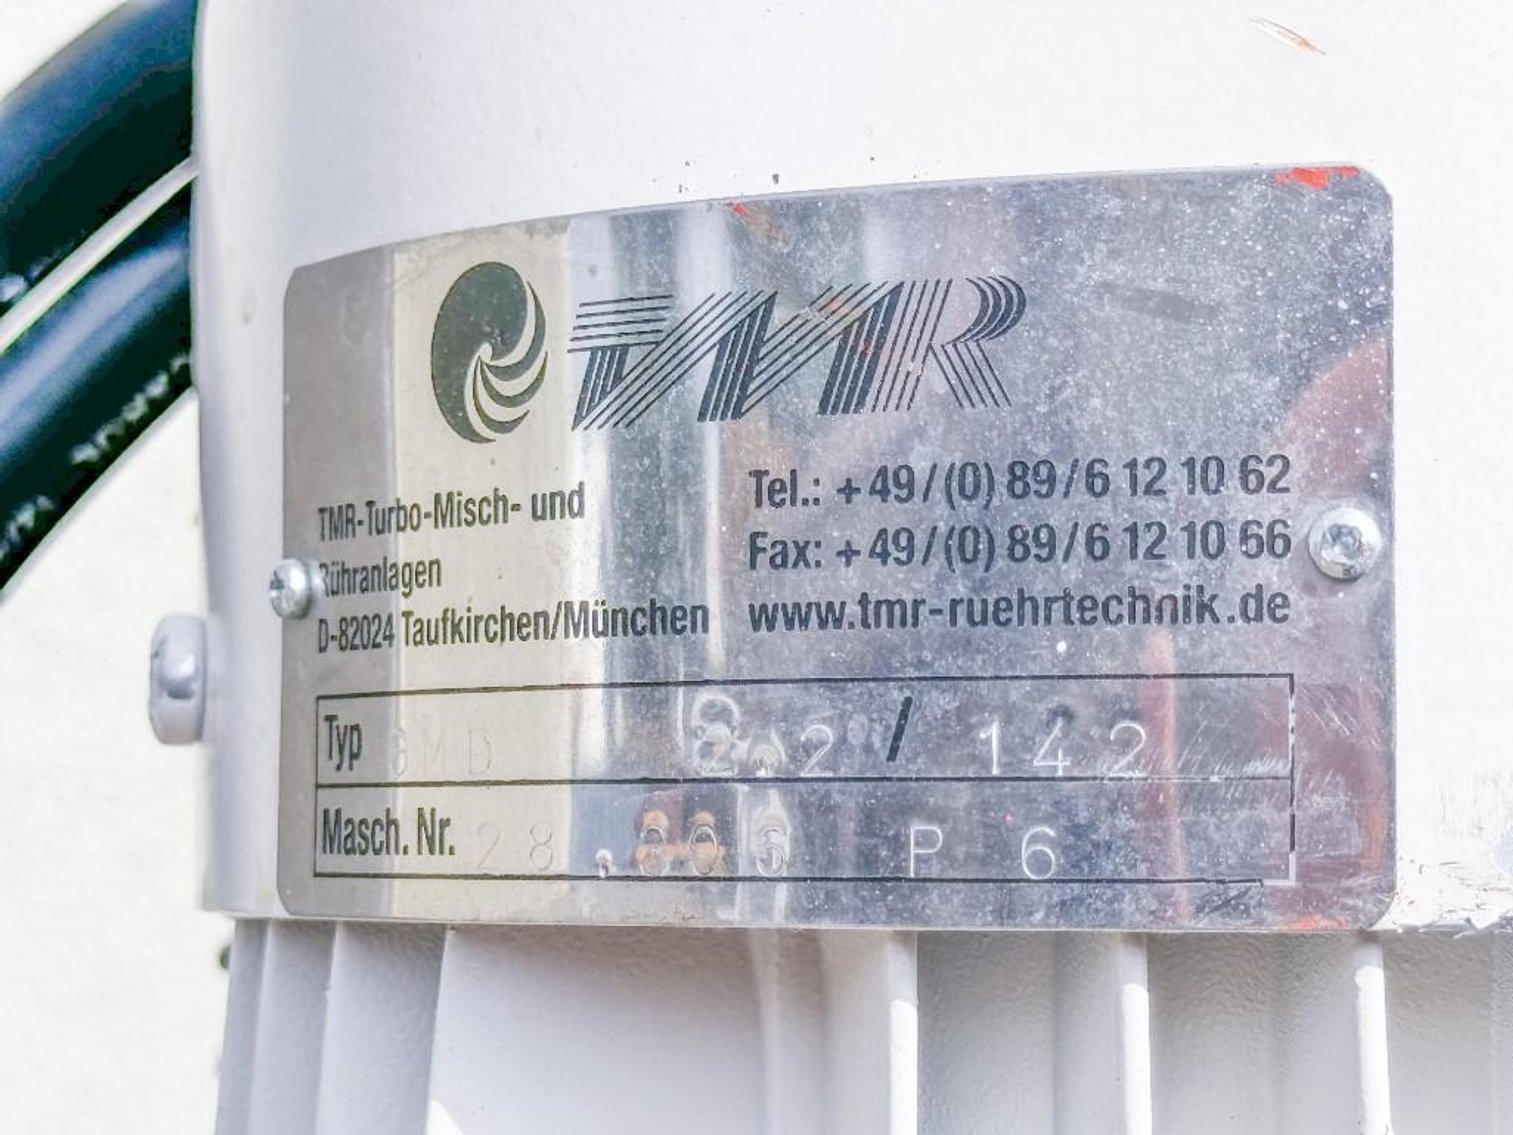 TMR
TMR-Turbo-Misch- und
Rühranlagen
D-82024 Taufkirchen/München
Tel.: +49/(0) 89/6 12 10 62
Fax: +49/(0) 89/6 12 10 66
www.tmr-ruehrtechnik.de
Typ 2.2 / 142
Masch. Nr. 28. P 6